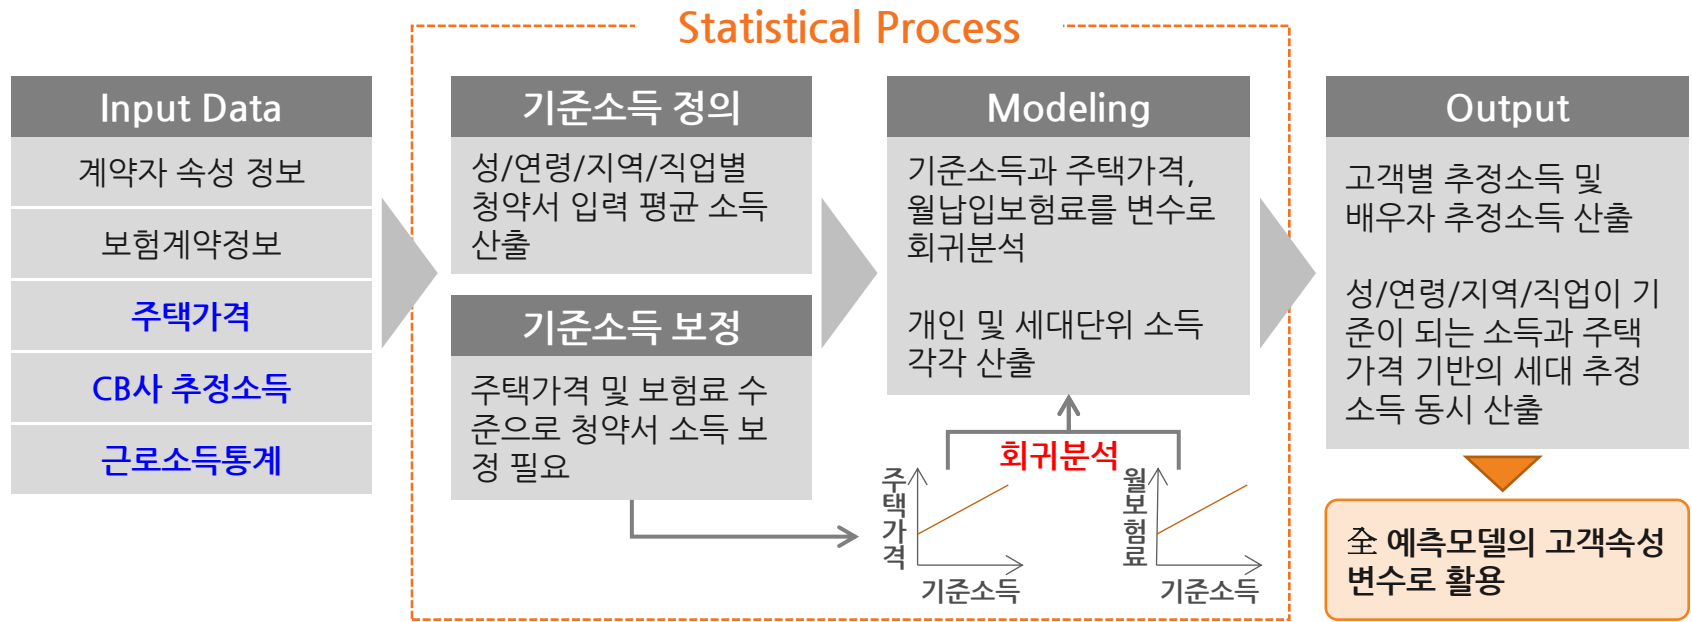 Statistical Process
Input Data
계약자 속성 정보
보험계약정보
주택가격
CB사 추정소득
근로소득통계
기준소득 정의
성/연령/지역/직업별
청약서 입력 평균 소득
산출
기준소득 보정
주택가격 및 보험료 수
준으로 청약서 소득 보
정 필요
Modeling
기준소득과 주택가격,
월납입보험료를 변수로
회귀분석
개인 및 세대단위 소득
각각 산출
회귀분석
주택가격
기준소득
월보험료
기준소득
Output
고객별 추정소득 및
배우자 추정소득 산출
성/연령/지역/직업이 기
준이 되는 소득과 주택
가격 기반의 세대 추정
소득 동시 산출
全 예측모델의 고객속성
변수로 활용